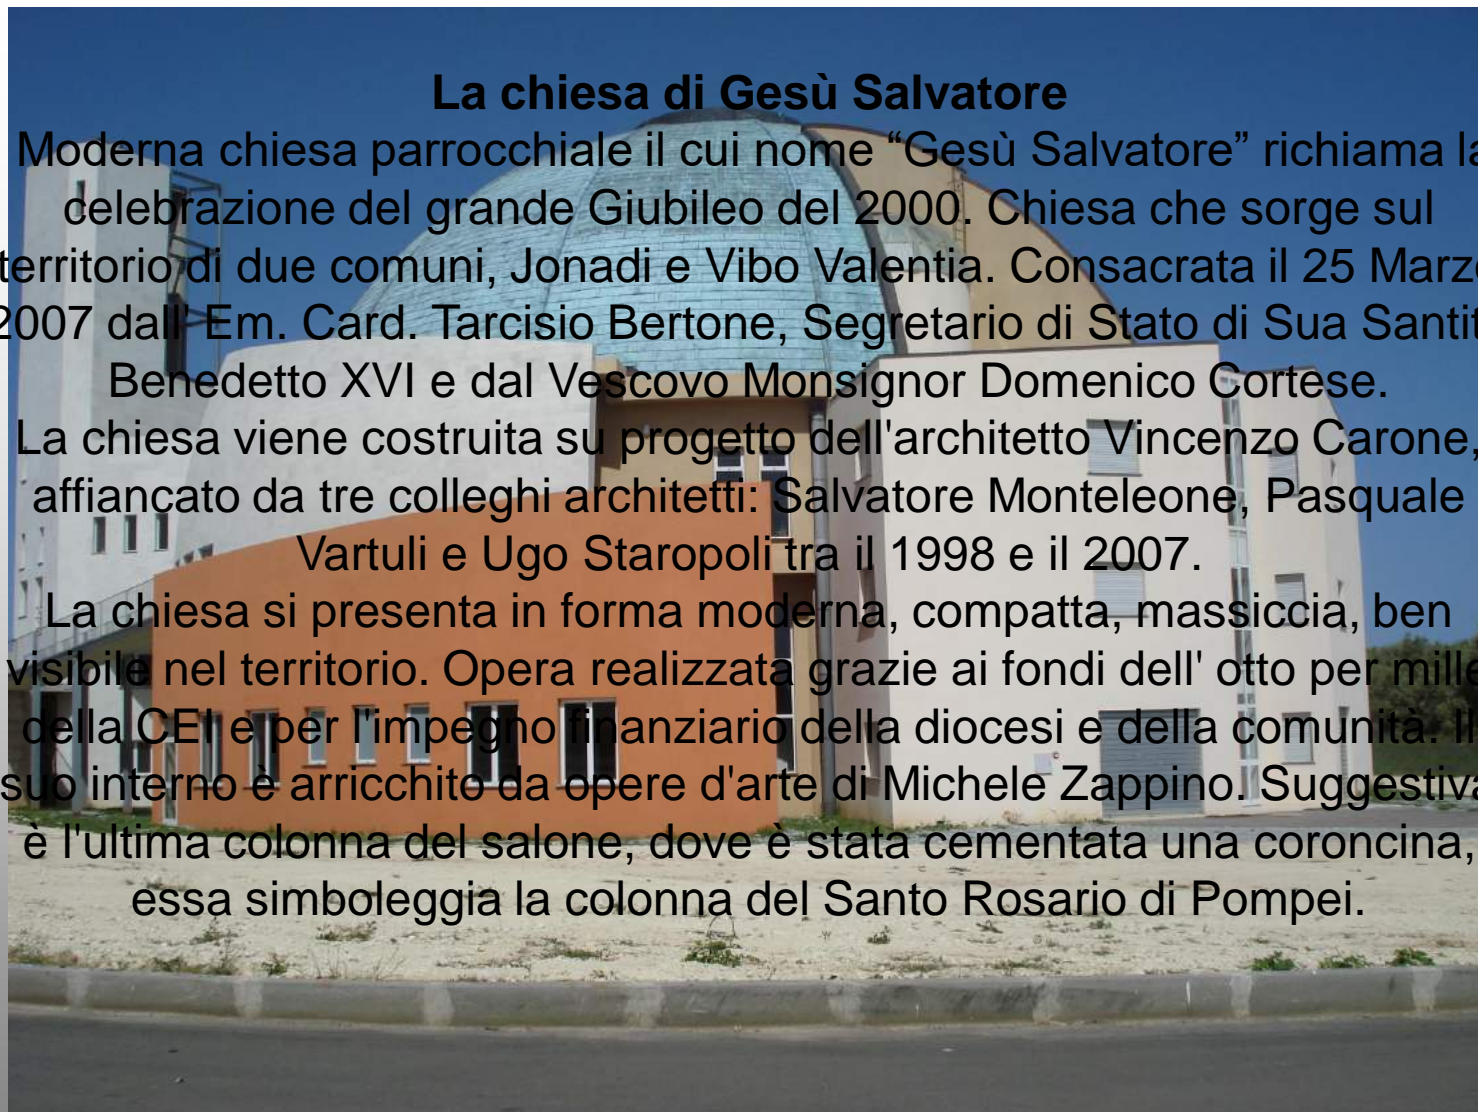 La chiesa di Gesù Salvatore
Moderna chiesa parrocchiale il cui nome “Gesù Salvatore” richiama la
celebrazione del grande Giubileo del 2000. Chiesa che sorge sul
territorio di due comuni, Jonadi e Vibo Valentia. Consacrata il 25 Marzo
2007 dall' Em. Card. Tarcisio Bertone, Segretario di Stato di Sua Santit
Benedetto XVI e dal Vescovo Monsignor Domenico Cortese.
La chiesa viene costruita su progetto dell'architetto Vincenzo Carone,
affiancato da tre colleghi architetti: Salvatore Monteleone, Pasquale
Vartuli e Ugo Staropoli tra il 1998 e il 2007.
La chiesa si presenta in forma moderna, compatta, massiccia, ben
visibile nel territorio. Opera realizzata grazie ai fondi dell' otto per mille
della CEI e per l'impegno finanziario della diocesi e della comunità. Il
suo interno è arricchito da opere d'arte di Michele Zappino. Suggestiva
è l'ultima colonna del salone, dove è stata cementata una coroncina,
essa simboleggia la colonna del Santo Rosario di Pompei.